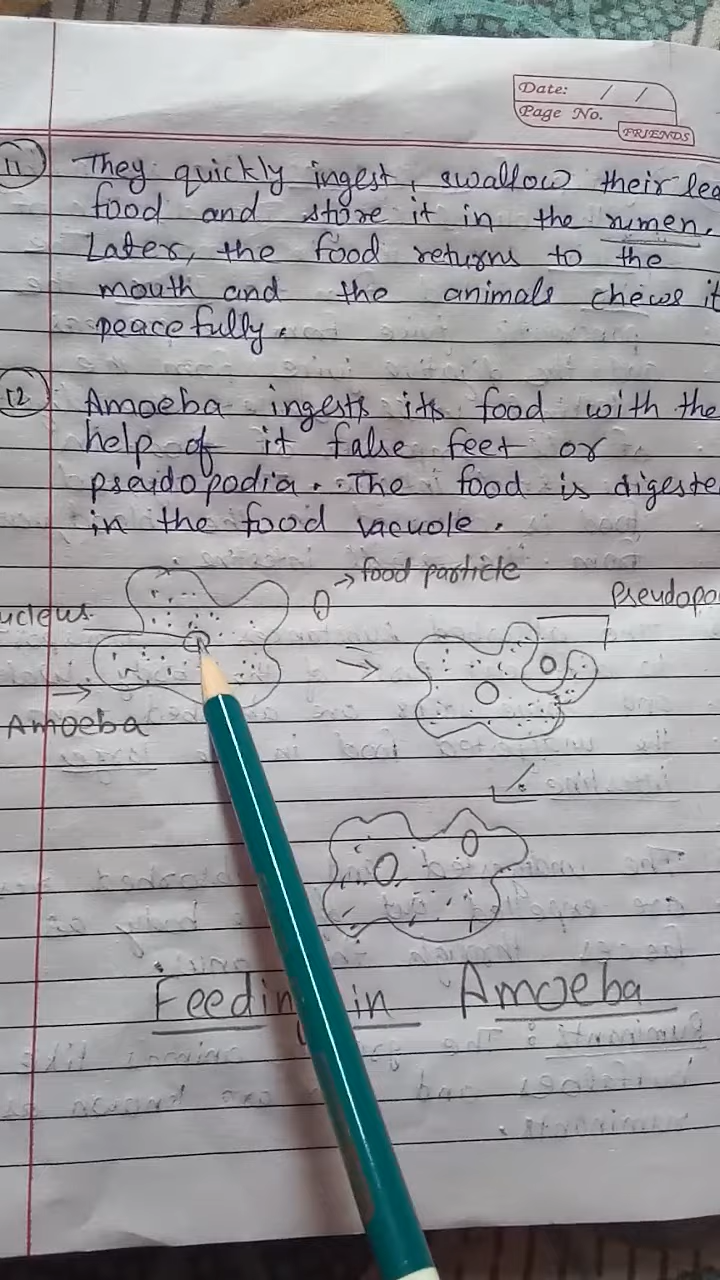 Date: / /
Page No.
FRIENDS
11 They quickly ingest, swallow their lea
food and store it in the rumen.
Later, the food returns to the
mouth and the animals chews it
peacefully.
12 Amoeba ingests its food with the
help of it false feet or
pseudopodia. The food is digeste
in the food vacuole.
→ food particle
Pseudopo
ucleus
Amoeba
Feeding in Amoeba